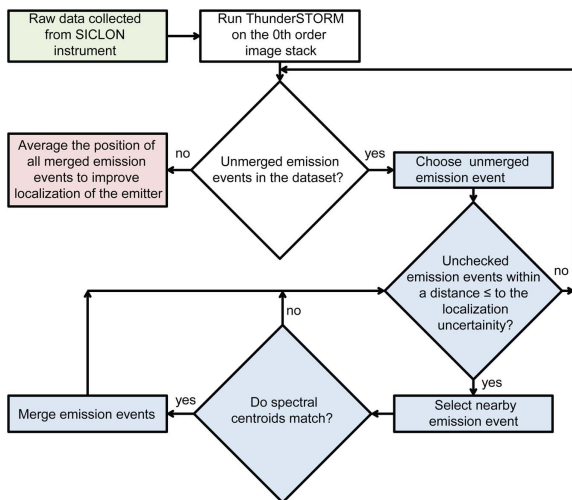 Raw data collected
from SICLON
instrument
Run ThunderSTORM
on the 0th order
image stack
Average the position of
all merged emission
events to improve
localization of the emitter
no
Unmerged emission
events in the dataset?
yes
Choose unmerged
emission event
Unchecked
emission events within
a distance ≤ to the
localization
uncertainity?
no
yes
Select nearby
emission event
Do spectral
centroids match?
no
yes
Merge emission events